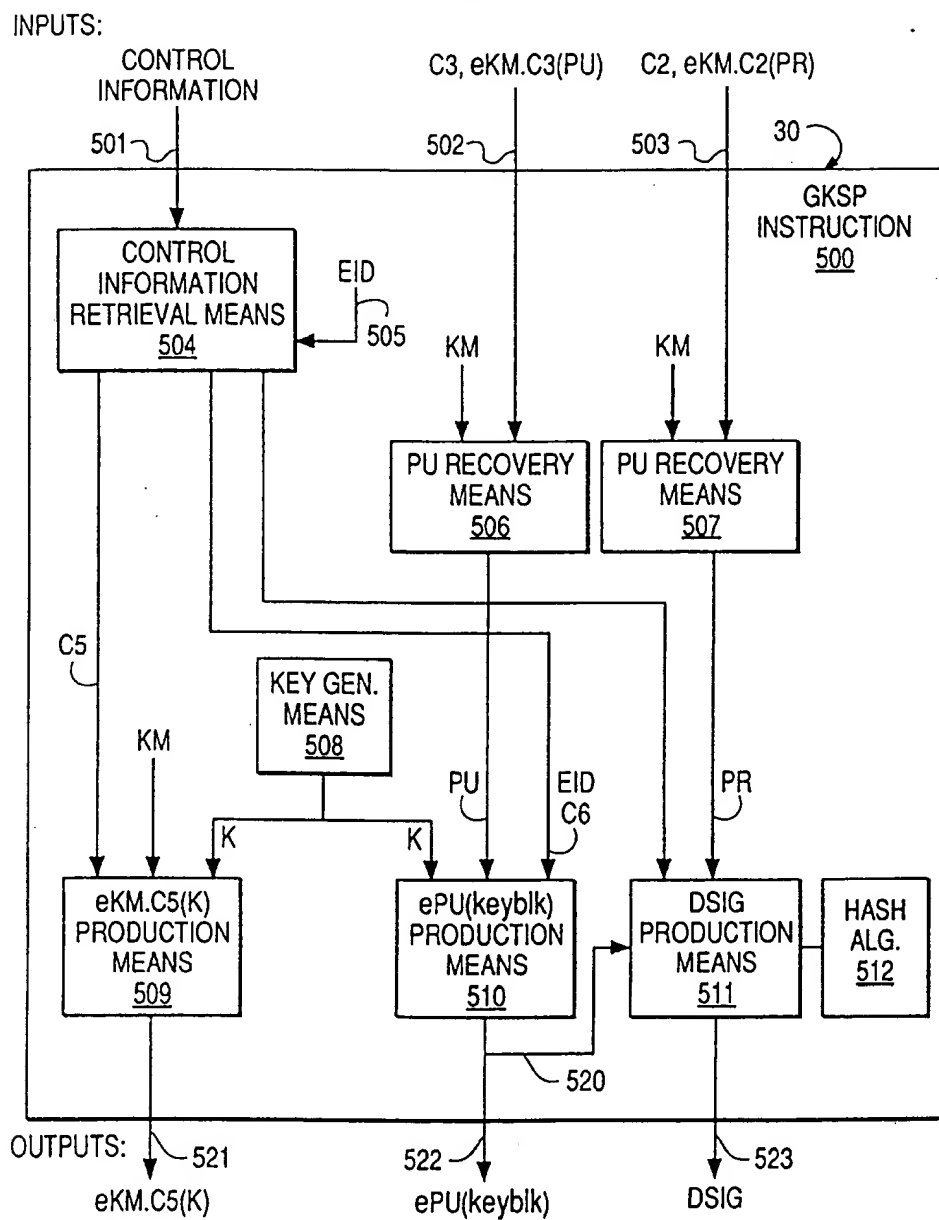 INPUTS:
CONTROL
INFORMATION
C3, eKM.C3(PU)
C2, eKM.C2(PR)
501
502
503
30
GKSP
INSTRUCTION
500
CONTROL
INFORMATION
RETRIEVAL MEANS
504
EID
505
KM
KM
PU RECOVERY
MEANS
506
PU RECOVERY
MEANS
507
C5
KEY GEN.
MEANS
508
KM
PU
EID
C6
PR
K
K
eKM.C5(K)
PRODUCTION
MEANS
509
ePU(keyblk)
PRODUCTION
MEANS
510
DSIG
PRODUCTION
MEANS
511
HASH
ALG.
512
520
OUTPUTS:
521
522
523
eKM.C5(K)
ePU(keyblk)
DSIG